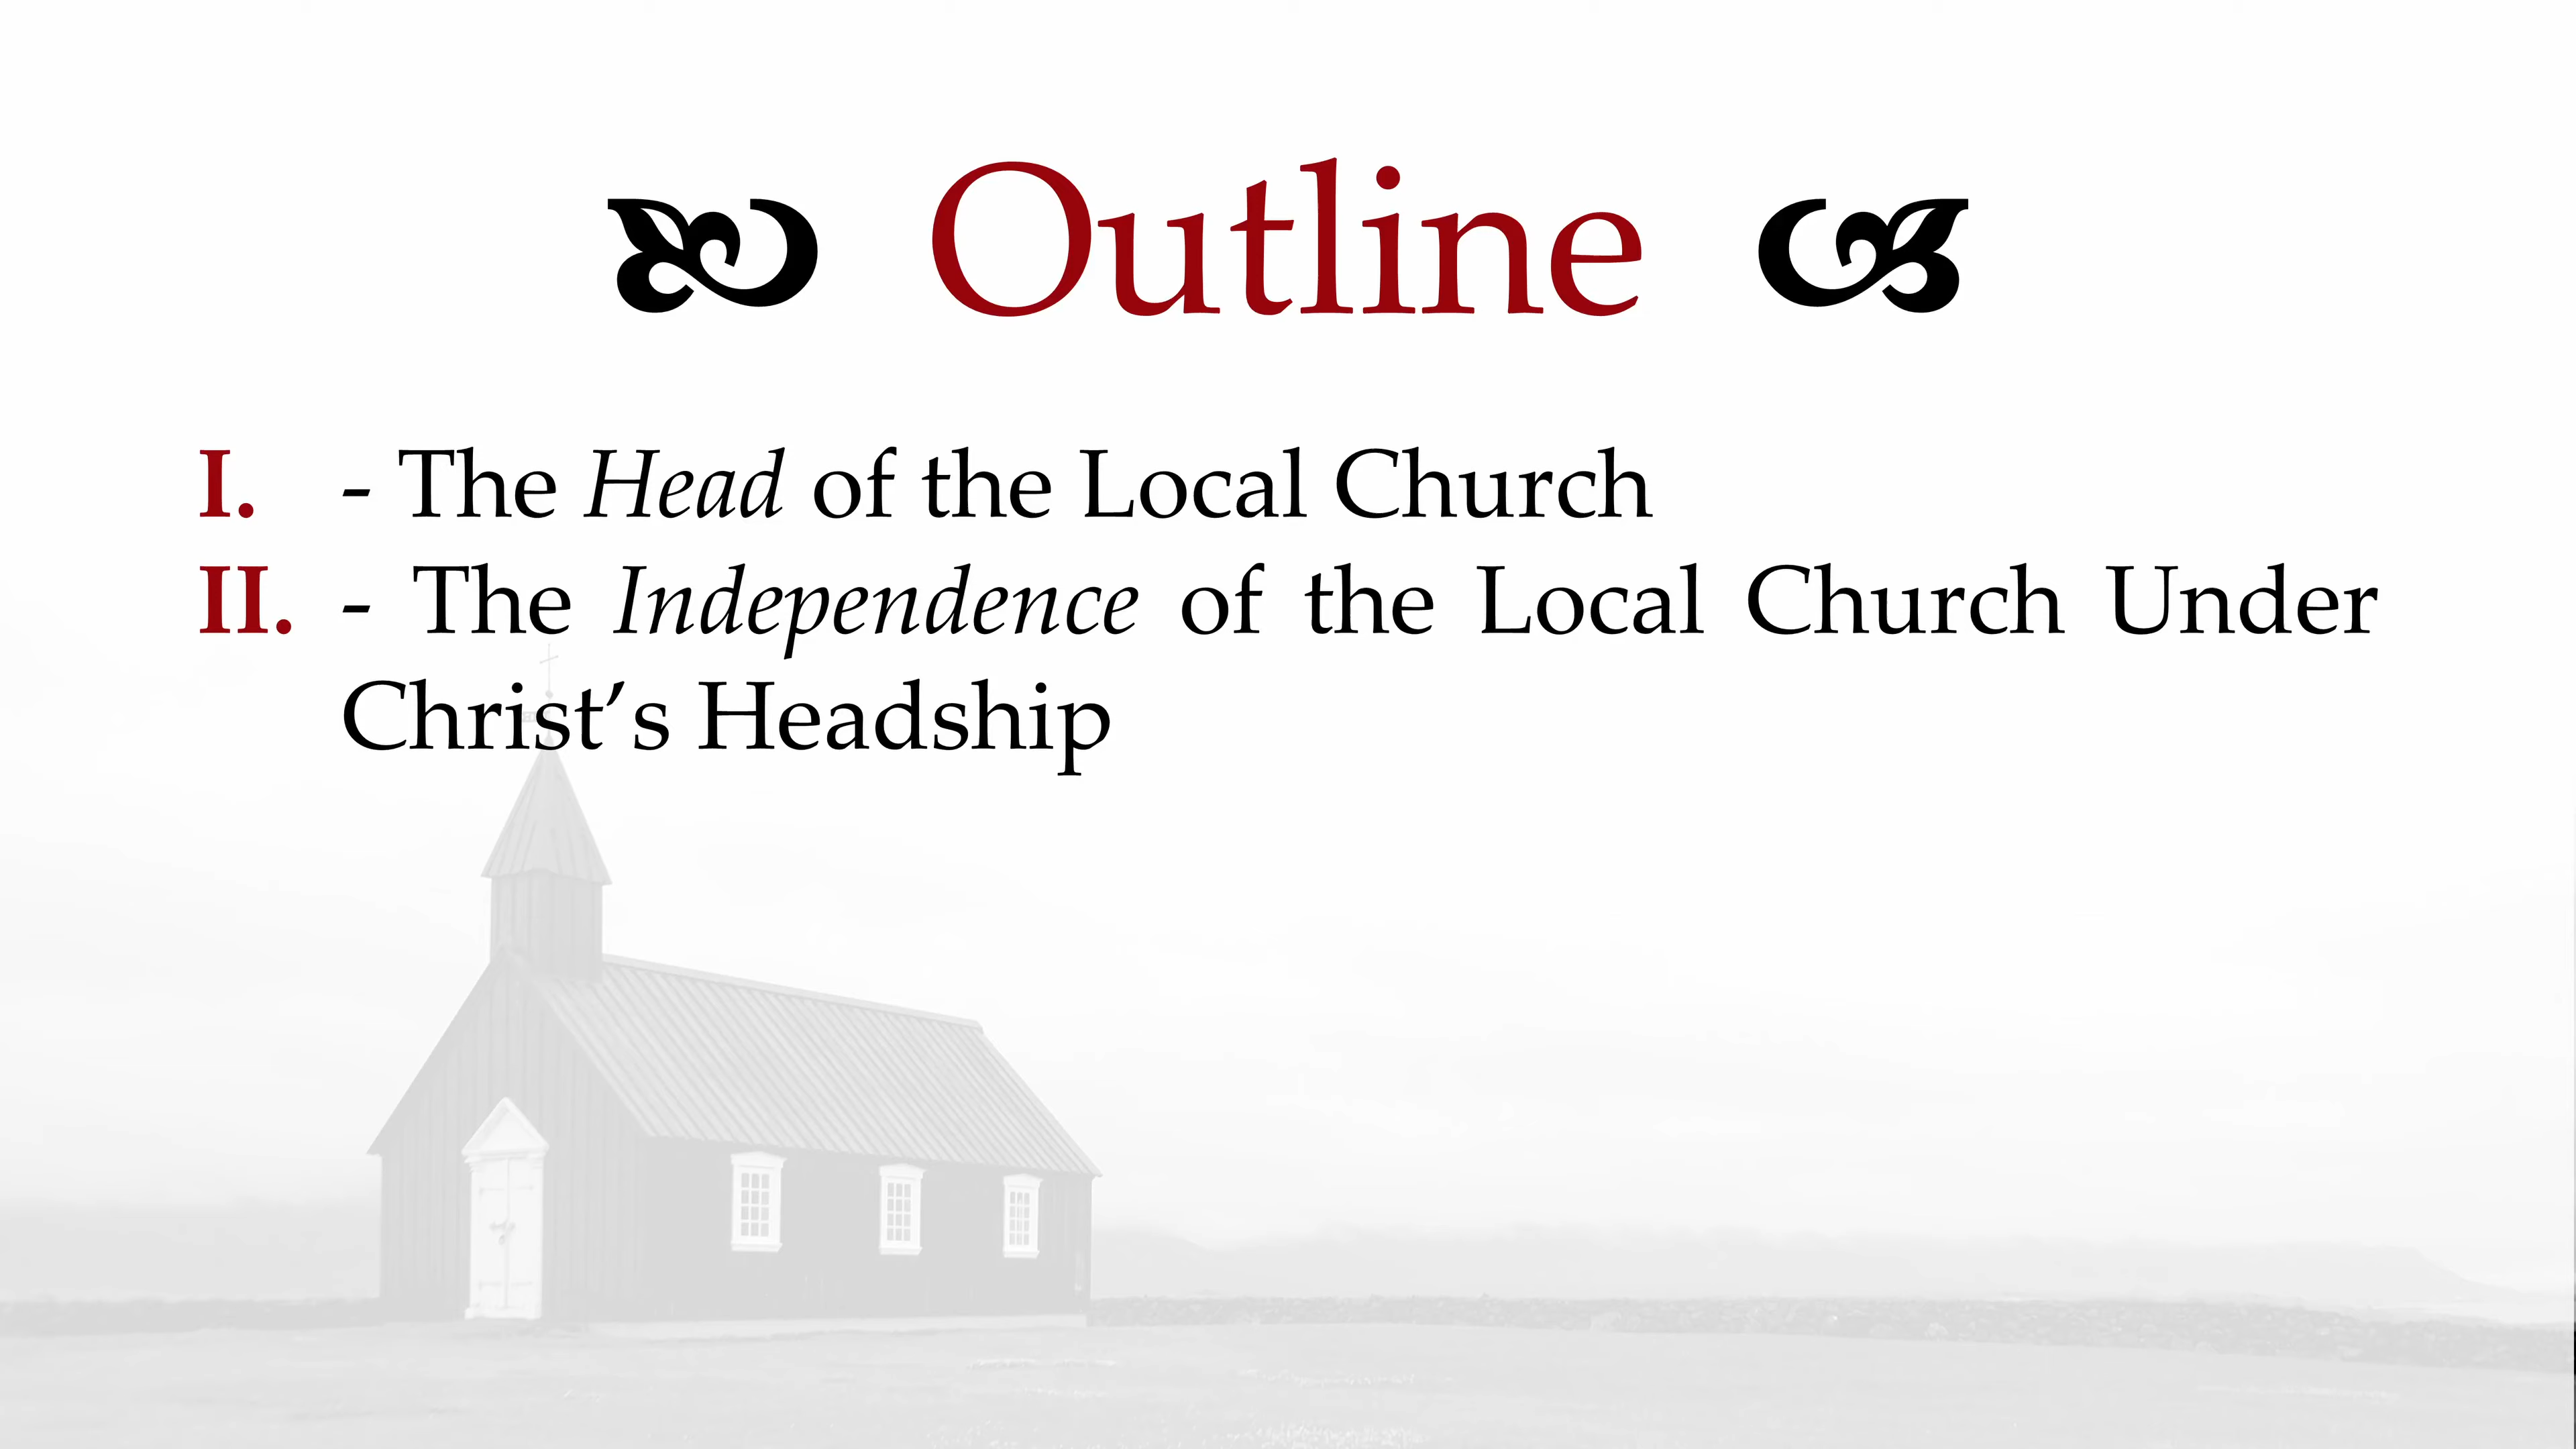 Outline
I. - The Head of the Local Church
II. - The Independence of the Local Church Under
Christ’s Headship